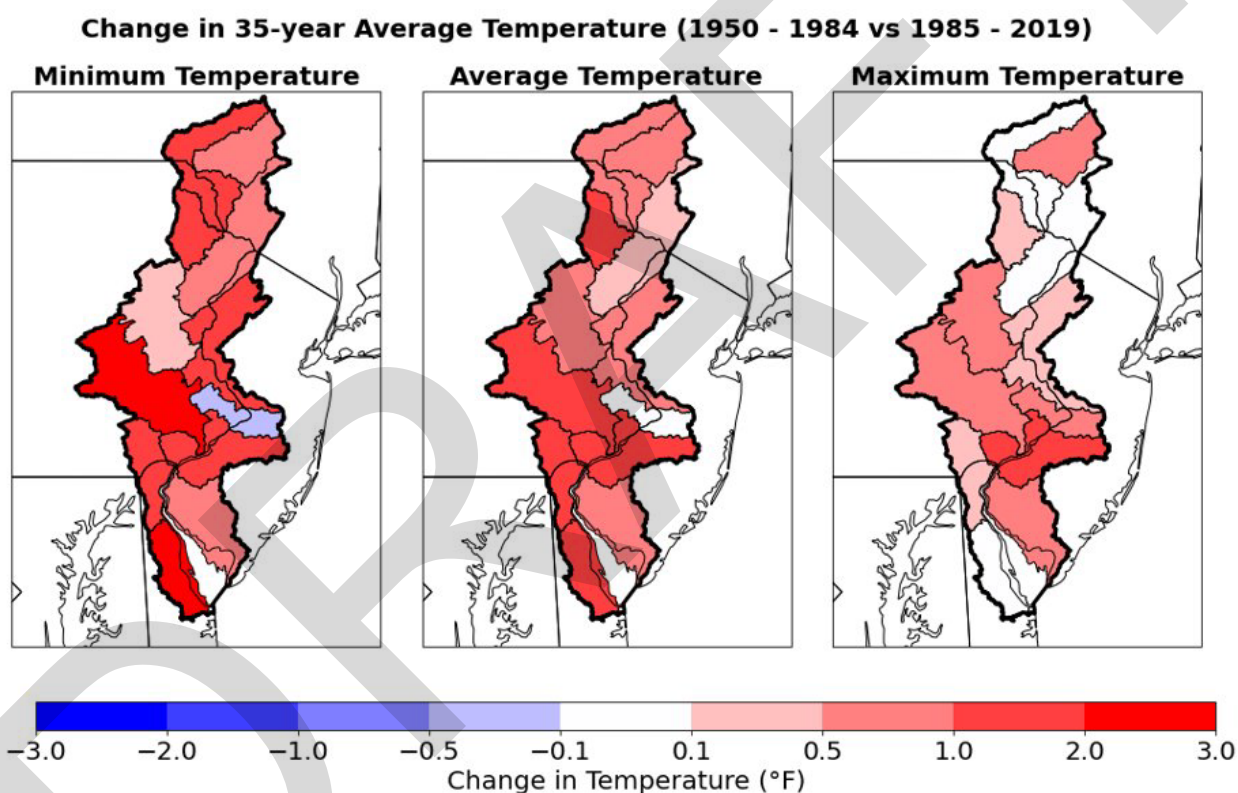 Change in 35-year Average Temperature (1950 - 1984 vs 1985 - 2019)
Minimum Temperature
Average Temperature
Maximum Temperature
DRAFT
−3.0 −2.0 −1.0 −0.5 −0.1 0.1 0.5 1.0 2.0 3.0
Change in Temperature (°F)